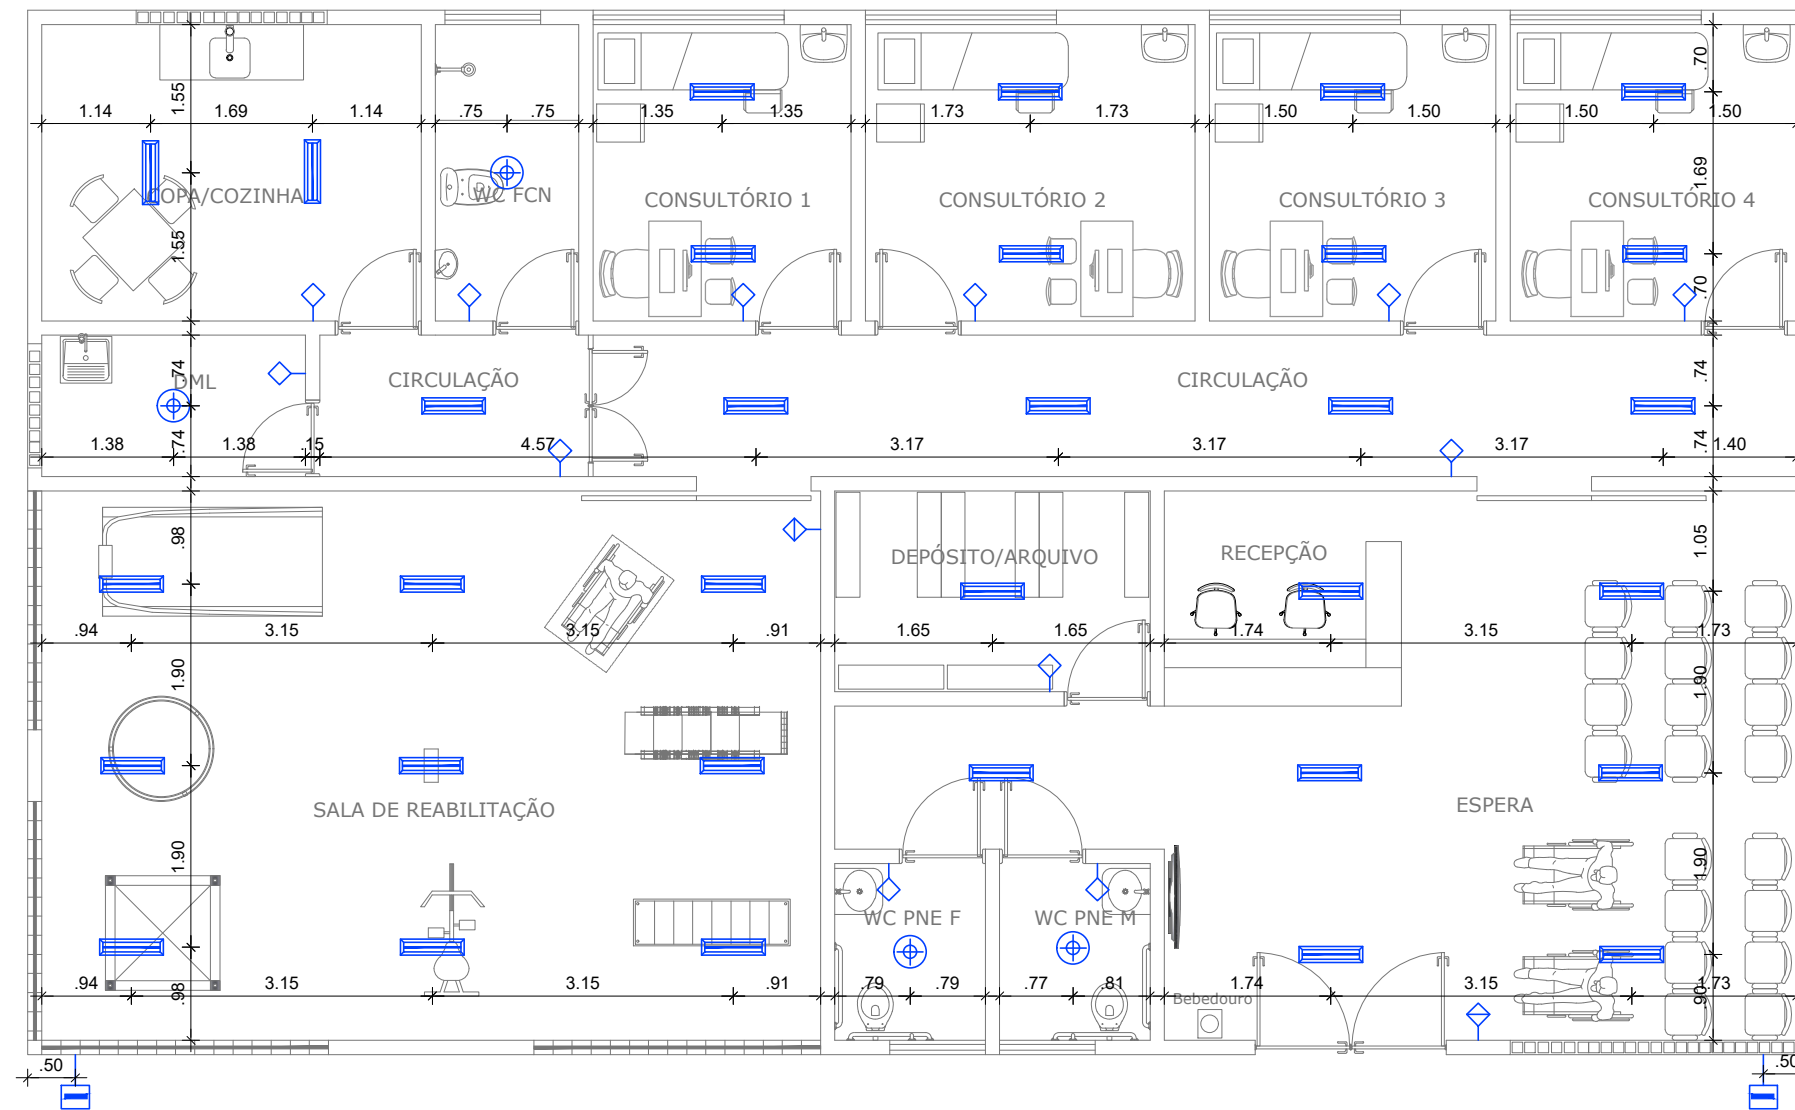 .70
1.55
1.14 1.69 1.14 .75 .75 1.35 1.35 1.73 1.73 1.50 1.50 1.50 1.50
1.69
COPA/COZINHA WC FCN CONSULTÓRIO 1 CONSULTÓRIO 2 CONSULTÓRIO 3 CONSULTÓRIO 4
1.55
.70
.74 .74
DML CIRCULAÇÃO CIRCULAÇÃO
1.38 .74 1.38 .15 4.57 3.17 3.17 3.17 .74 1.40
.98 1.05
DEPÓSITO/ARQUIVO RECEPÇÃO
.94 3.15 3.15 .91 1.65 1.65 1.74 3.15 1.73
1.90 1.90
SALA DE REABILITAÇÃO ESPERA
1.90 1.90
WC PNE F WC PNE M
.94 .98 3.15 3.15 .91 .79 .79 .77 .81 1.74 3.15 .90 1.73
Bebedouro
.50 .50